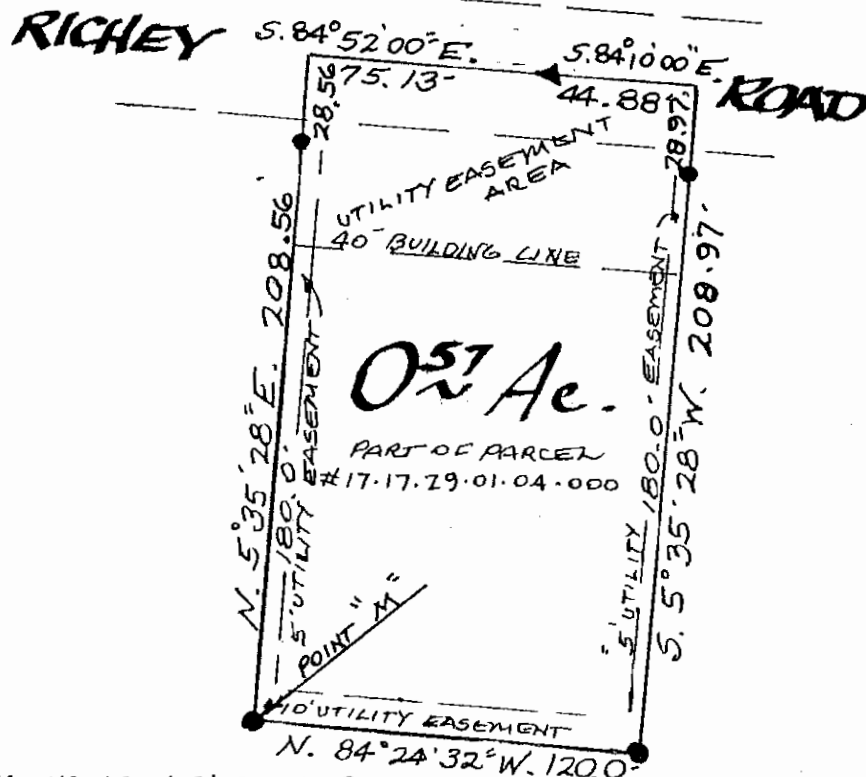 RICHEY ROAD
S. 84° 52' 00" E.
75.13'
S. 84° 10' 00" E.
44.88'
28.56'
28.97'
UTILITY EASEMENT
AREA
40' BUILDING LINE
N. 5° 35' 28" E. 208.56
180.0'
5' UTILITY EASEMENT
0 57 Ac.
PART OF PARCEL
#17.17.29.01.04.000
5' UTILITY EASEMENT
180.0'
S. 5° 35' 28" W. 208.97'
POINT "M"
10' UTILITY EASEMENT
N. 84° 24' 32" W. 120.0'